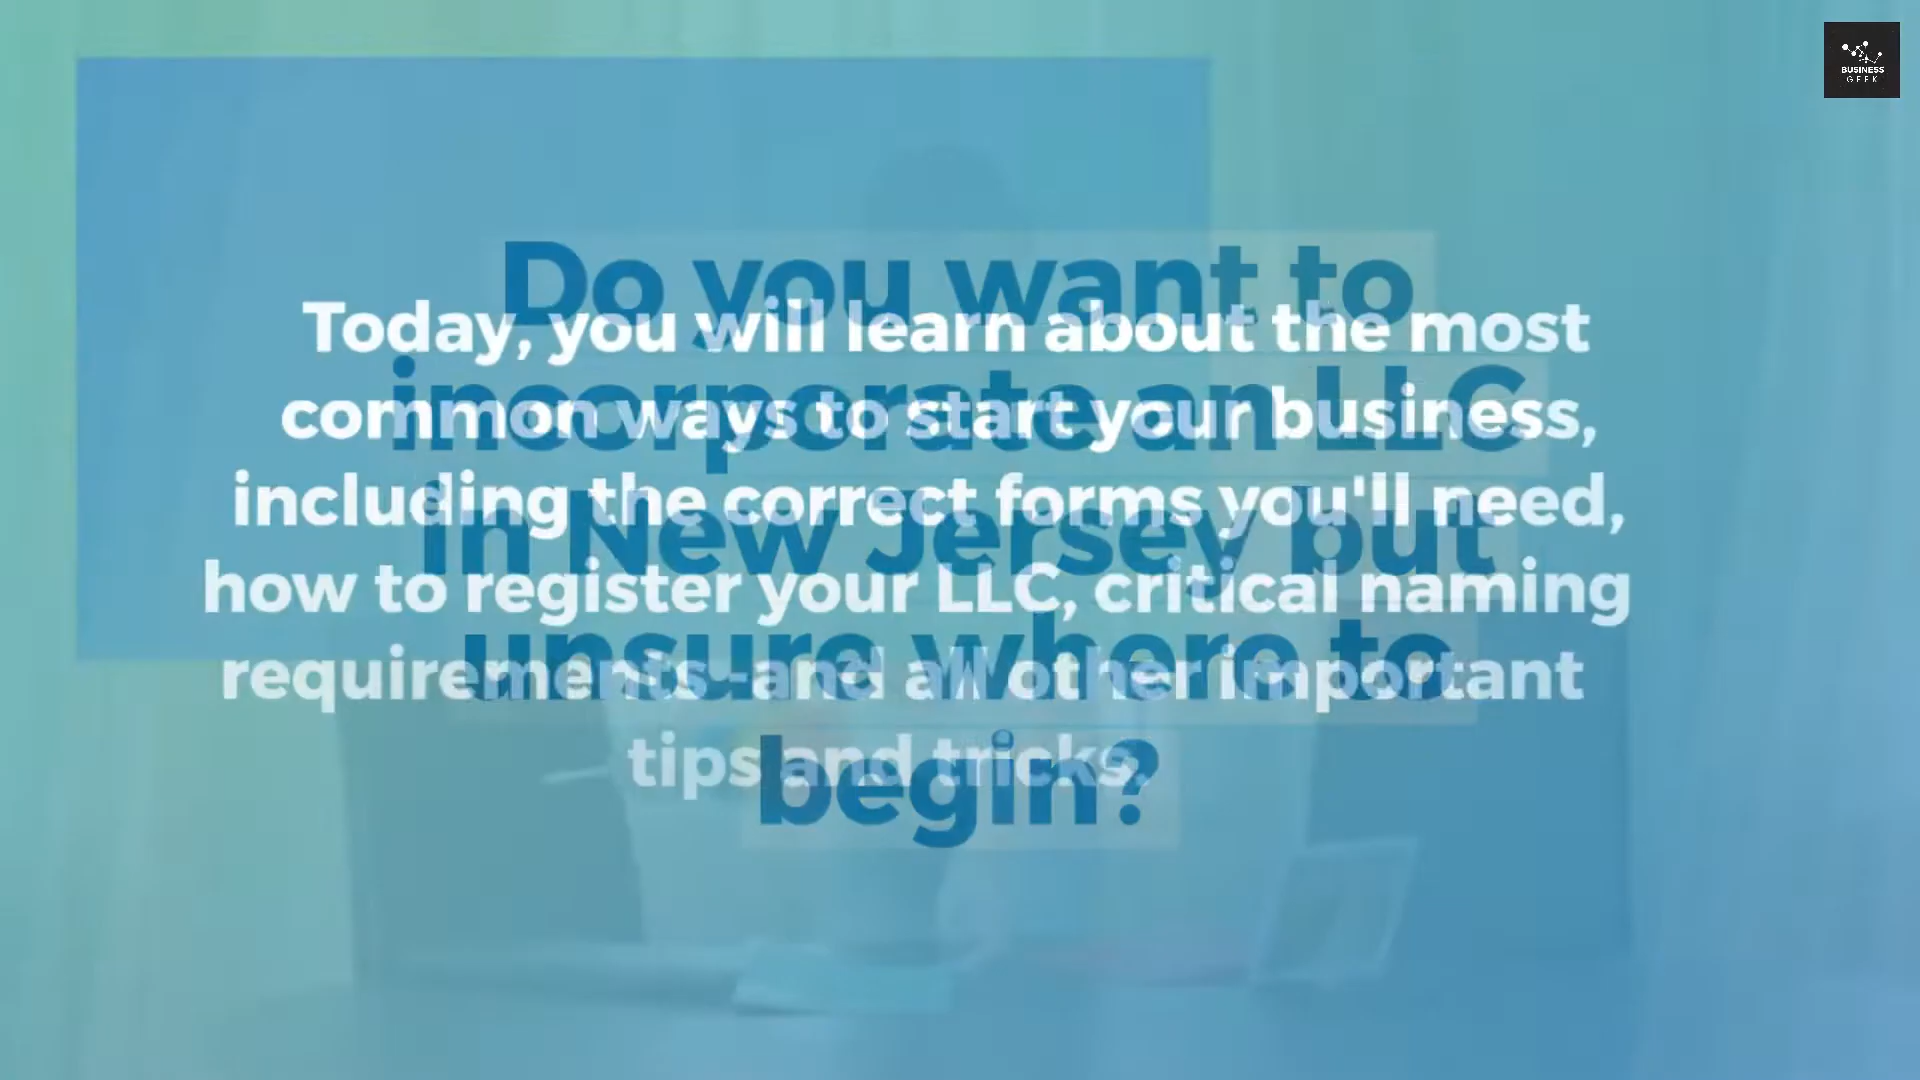 BUSINESS
GEEK
Do you want to
incorporate an LLC
in New Jersey but
unsure where to
begin?
Today, you will learn about the most
common ways to start your business,
including the correct forms you'll need,
how to register your LLC, critical naming
requirements--and all other important
tips and tricks.